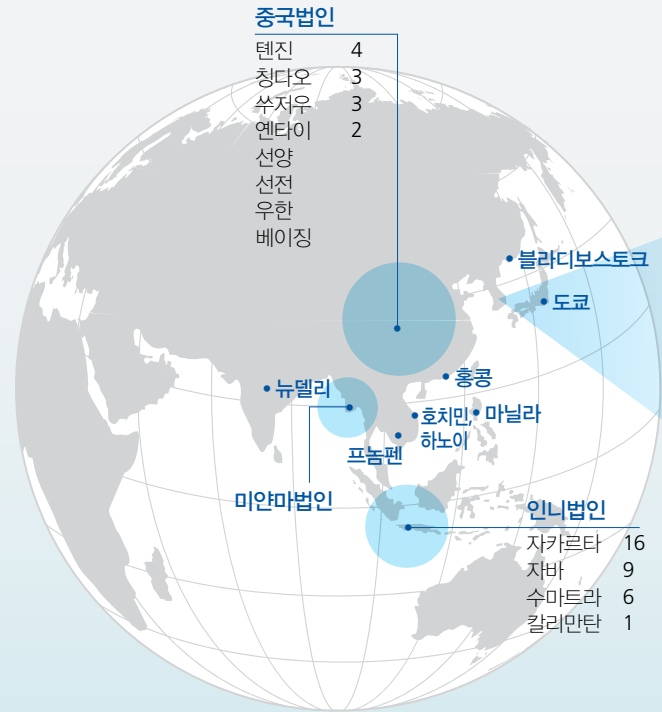 중국법인
톈진 4
칭다오 3
쑤저우 3
옌타이 2
선양
선전
우한
베이징
블라디보스토크
도쿄
홍콩
뉴델리
호치민,
하노이
마닐라
프놈펜
미얀마법인
인니법인
자카르타 16
자바 9
수마트라 6
칼리만탄 1